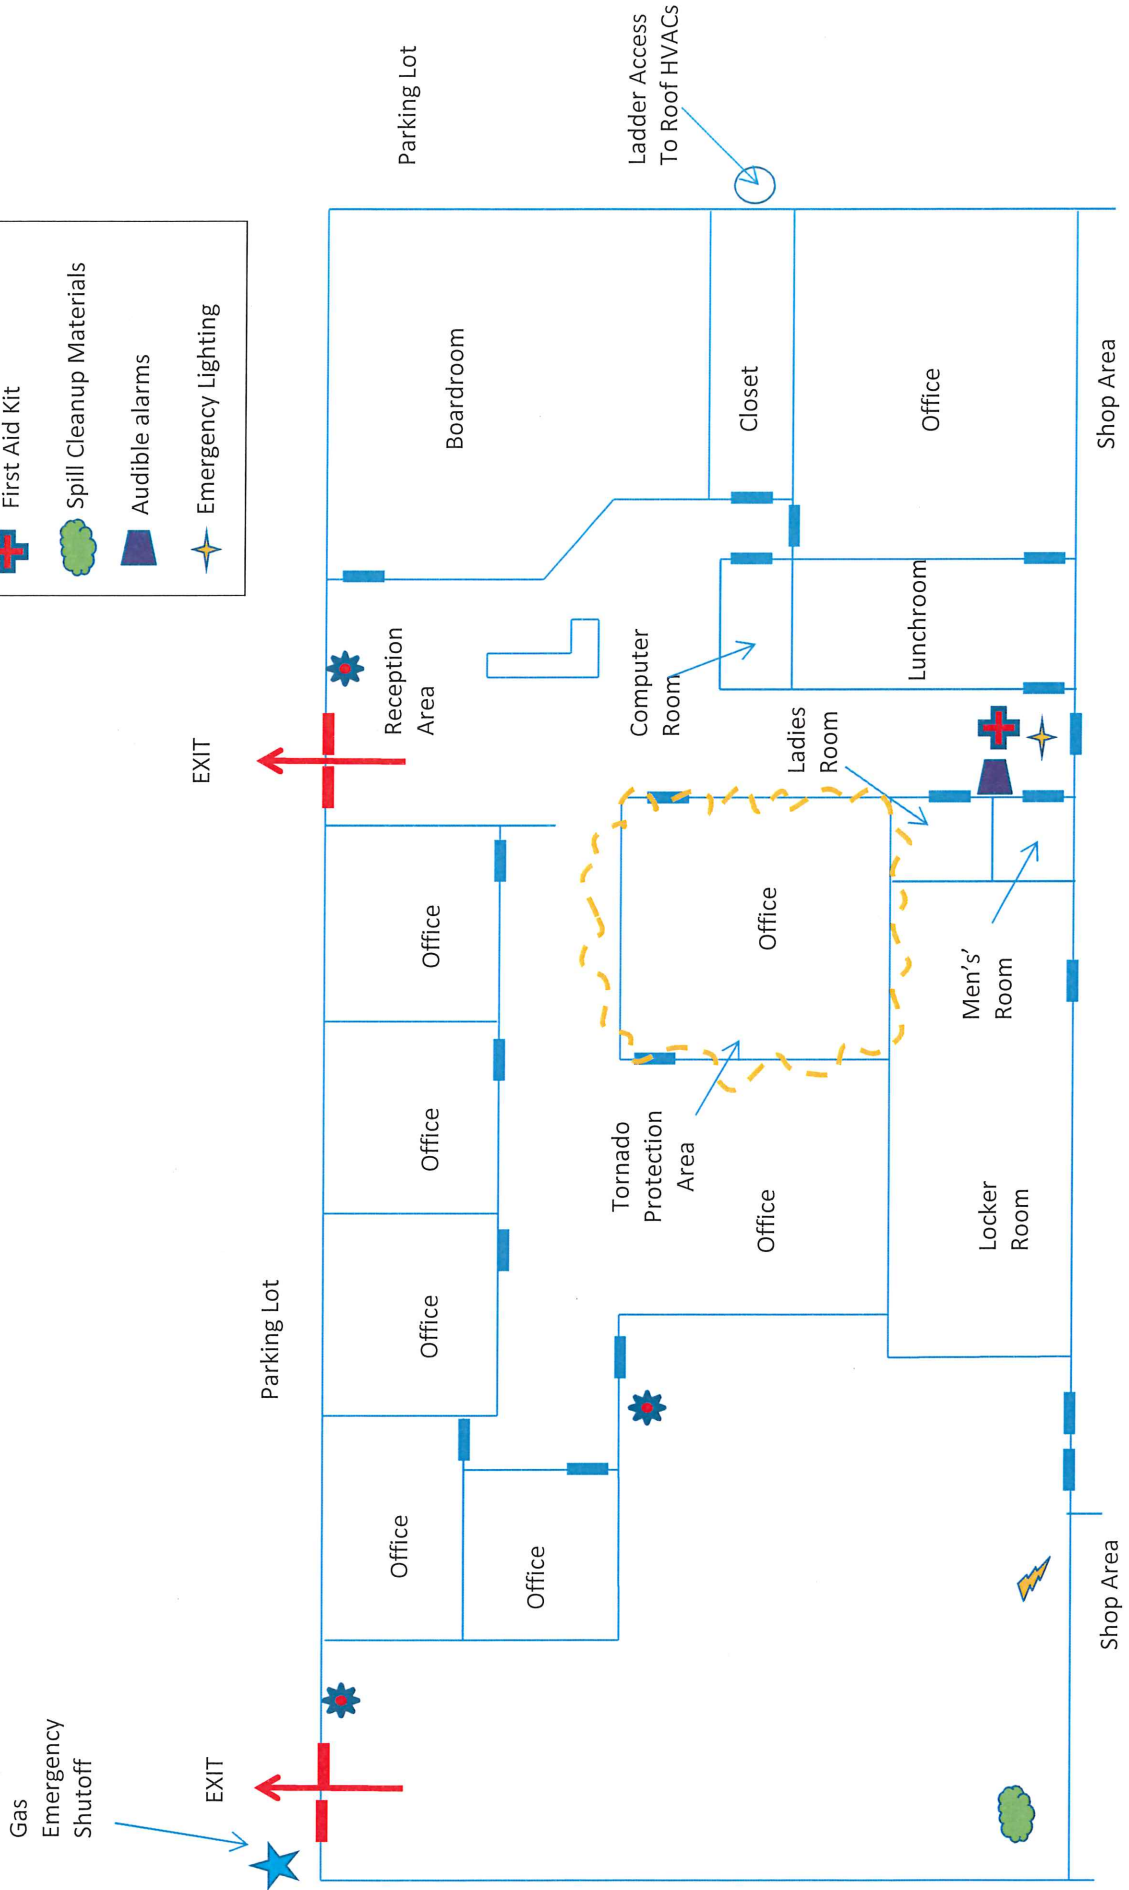 First Aid Kit
Spill Cleanup Materials
Audible alarms
Emergency Lighting
Gas
Emergency
Shutoff
EXIT
Parking Lot
EXIT
Parking Lot
Office
Office
Office
Office
Office
Reception
Area
Boardroom
Ladder Access
To Roof HVACs
Tornado
Protection
Area
Office
Office
Computer
Room
Closet
Ladies
Room
Lunchroom
Office
Locker
Room
Men's'
Room
Shop Area
Shop Area